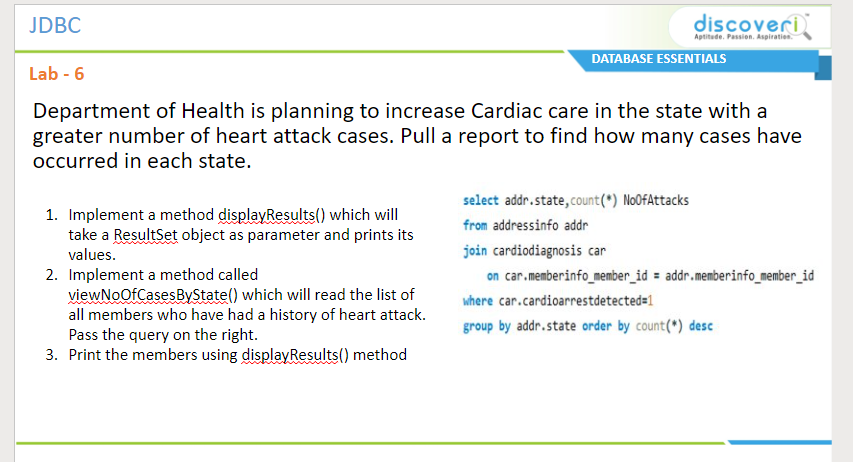 JDBC
discoveri
Aptitude. Passion. Aspiration.
DATABASE ESSENTIALS
Lab - 6
Department of Health is planning to increase Cardiac care in the state with a
greater number of heart attack cases. Pull a report to find how many cases have
occurred in each state.
1. Implement a method displayResults() which will
take a ResultSet object as parameter and prints its
values.
2. Implement a method called
viewNoOfCasesByState() which will read the list of
all members who have had a history of heart attack.
Pass the query on the right.
3. Print the members using displayResults() method
select addr.state,count(*) NoOfAttacks
from addressinfo addr
join cardiodiagnosis car
on car.memberinfo_member_id = addr.memberinfo_member_id
where car.cardioarrestdetected=1
group by addr.state order by count(*) desc